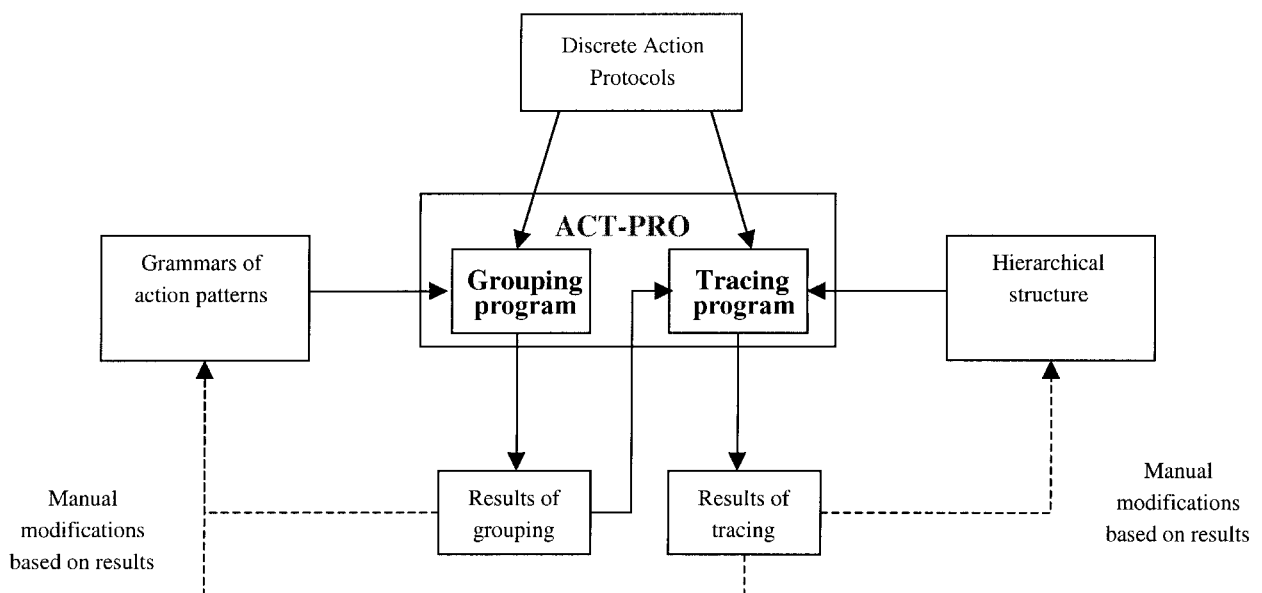 Discrete Action
Protocols
ACT-PRO
Grammars of
action patterns
Grouping
program
Tracing
program
Hierarchical
structure
Manual
modifications
based on results
Results of
grouping
Results of
tracing
Manual
modifications
based on results